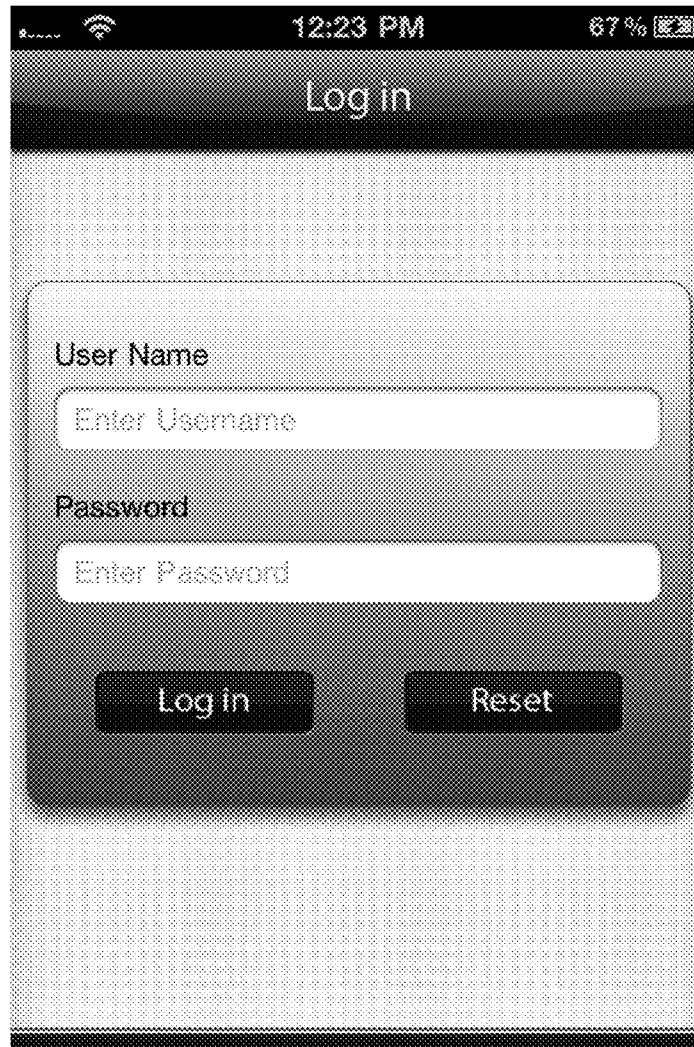 12:23 PM 67%
Log in
User Name
Enter Username
Password
Enter Password
Log in Reset